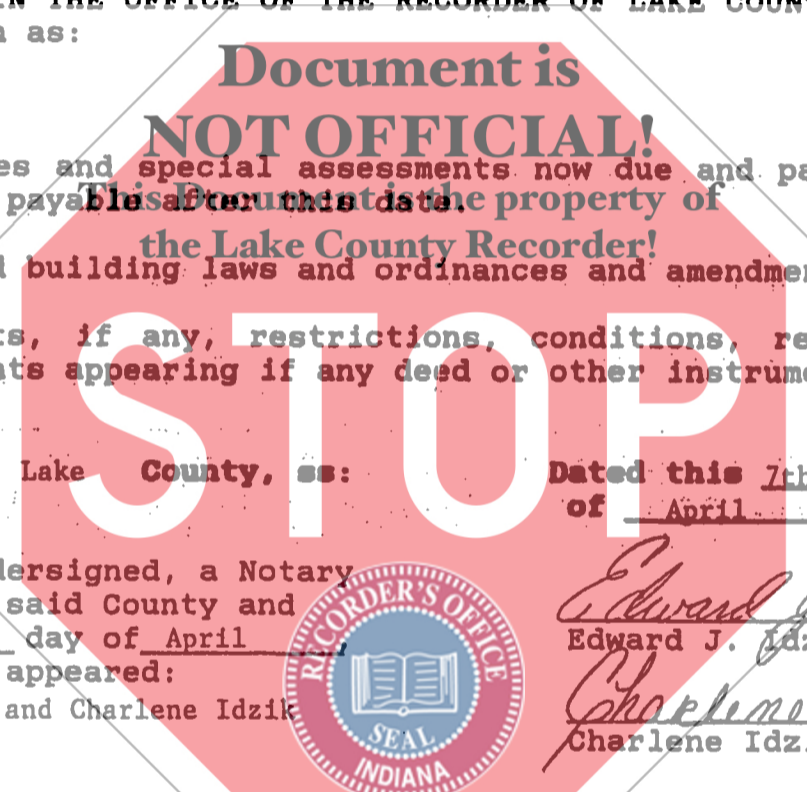 IN THE OFFICE OF THE RECORDER OF LAKE COUN
as:
Document is
NOT OFFICIAL!
es and special assessments now due and pa
This Document is the property of
payable after this date.
the Lake County Recorder!
building laws and ordinances and amendme
s, if any, restrictions, conditions, re
ts appearing if any deed or other instrume
STOP
Lake County, ss: Dated this 7th
of April
dersigned, a Notary
said County and
day of April
appeared:
and Charlene Idzik
Edward J
Edward J. Idz
Charlene
Charlene Idz
RECORDER'S OFFICE
SEAL
INDIANA